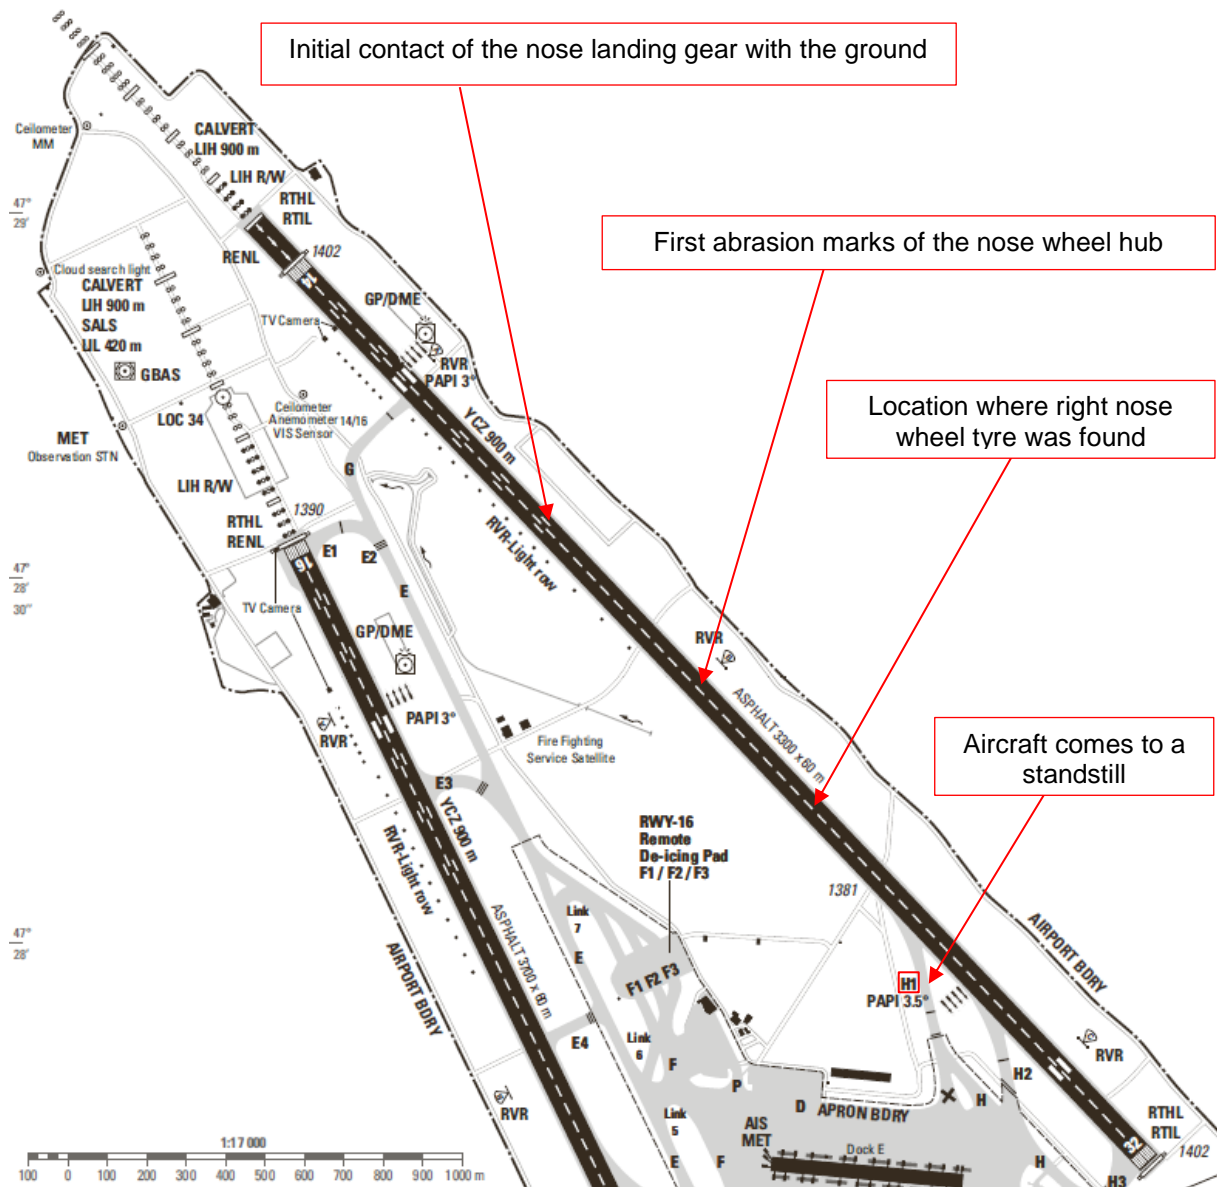 Initial contact of the nose landing gear with the ground
First abrasion marks of the nose wheel hub
Location where right nose
wheel tyre was found
Aircraft comes to a
standstill
Ceilometer
MM
CALVERT
LIH 900 m
LIH R/W
RTHL
RTIL
47°
29'
RENL
1402
14
Cloud search light
CALVERT
LIH 900 m
SALS
LIL 420 m
GBAS
GP/DME
TV Camera
RVR
PAPI 3°
LOC 34
Ceilometer
Anemometer 14/16
VIS Sensor
MET
Observation STN
YCZ 900 m
G
LIH R/W
1390
RTHL
RENL
RVR-Light row
E1
E2
16
E
47°
28'
30"
TV Camera
GP/DME
RVR
PAPI 3°
RVR
ASPHALT 3300 x 60 m
Fire Fighting
Service Satellite
E3
YCZ 900 m
RWY-16
Remote
De-icing Pad
F1 / F2 / F3
RVR-Light row
1381
Link
7
ASPHALT 3700 x 60 m
47°
28'
E
AIRPORT BDRY
AIRPORT BDRY
F1 F2 F3
H1
PAPI 3.5°
E4
Link
6
F
RVR
H2
P
RVR
D
APRON BDRY
H
Link
5
AIS
MET
RTHL
RTIL
32
1402
1:17 000
Dock E
E
F
H
H3
100 0 100 200 300 400 500 600 700 800 900 1000 m